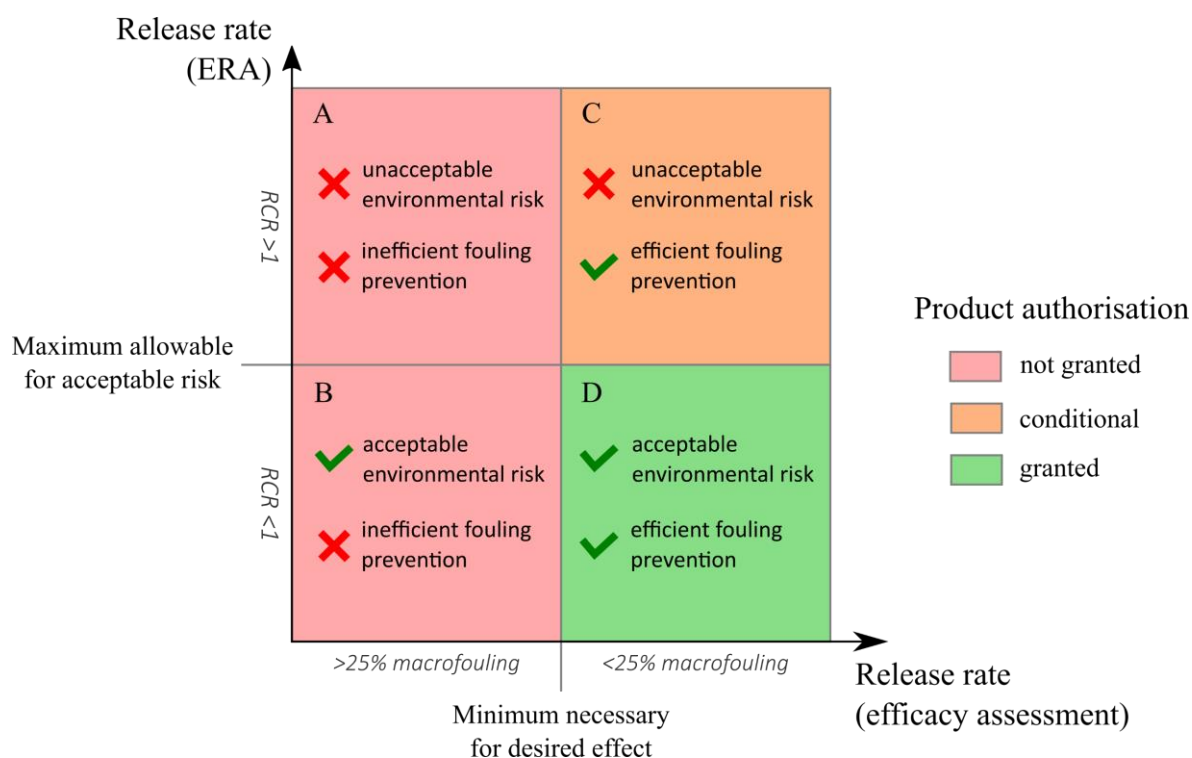 Release rate
(ERA)
A
unacceptable
environmental risk
inefficient fouling
prevention
C
unacceptable
environmental risk
efficient fouling
prevention
RCR >1
Maximum allowable
for acceptable risk
B
acceptable
environmental risk
inefficient fouling
prevention
D
acceptable
environmental risk
efficient fouling
prevention
RCR <1
Product authorisation
not granted
conditional
granted
>25% macrofouling
<25% macrofouling
Minimum necessary
for desired effect
Release rate
(efficacy assessment)